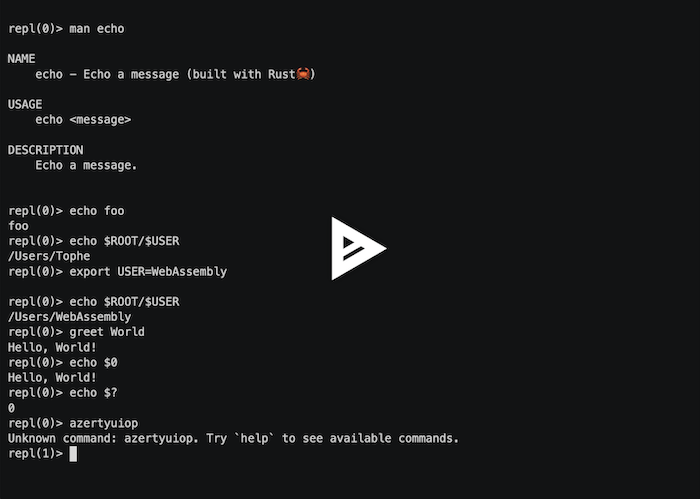 repl(0)> man echo
NAME
echo – Echo a message (built with Rust🦀)
USAGE
echo <message>
DESCRIPTION
Echo a message.
repl(0)> echo foo
foo
repl(0)> echo $ROOT/$USER
/Users/Tophe
repl(0)> export USER=WebAssembly
repl(0)> echo $ROOT/$USER
/Users/WebAssembly
repl(0)> greet World
Hello, World!
repl(0)> echo $0
Hello, World!
repl(0)> echo $?
0
repl(0)> azertyuiop
Unknown command: azertyuiop. Try `help` to see available commands.
repl(1)>